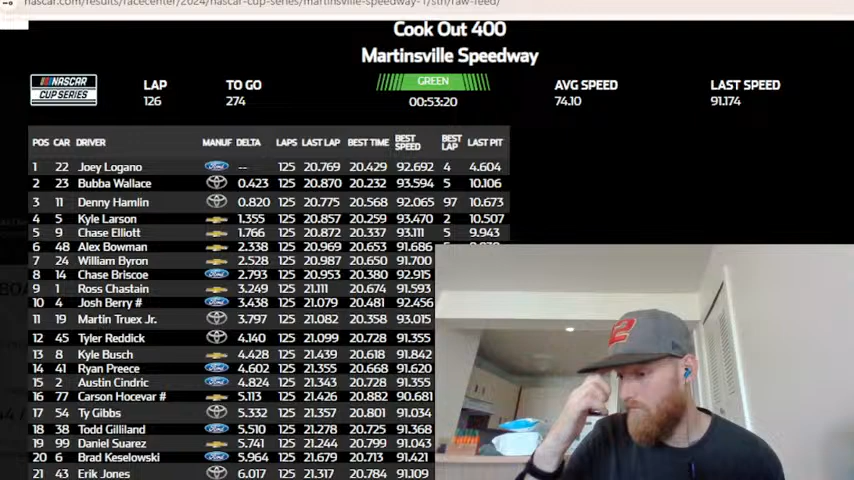 nascar.com/results/racecenter/2024/nascar-cup-series/martinsville-speedway-1/stn/raw-feed/
Cook Out 400
Martinsville Speedway
NASCAR CUP SERIES
LAP TO GO GREEN AVG SPEED LAST SPEED
126 274 00:53:20 74.10 91.174
POS CAR DRIVER MANUF DELTA LAPS LAST LAP BEST TIME BEST SPEED BEST LAP LAST PIT
1 22 Joey Logano Ford -- 125 20.769 20.429 92.692 4 4.604
2 23 Bubba Wallace 0.423 125 20.870 20.232 93.594 5 10.106
3 11 Denny Hamlin 0.820 125 20.775 20.568 92.065 97 10.673
4 5 Kyle Larson 1.355 125 20.857 20.259 93.470 2 10.507
5 9 Chase Elliott 1.766 125 20.872 20.337 93.111 5 9.943
6 48 Alex Bowman 2.338 125 20.969 20.653 91.686
7 24 William Byron 2.528 125 20.987 20.650 91.700
8 14 Chase Briscoe Ford 2.793 125 20.953 20.380 92.915
9 1 Ross Chastain 3.249 125 21.111 20.674 91.593
10 4 Josh Berry # Ford 3.438 125 21.079 20.481 92.456
11 19 Martin Truex Jr. 3.797 125 21.082 20.358 93.015
12 45 Tyler Reddick 4.140 125 21.099 20.728 91.355
13 8 Kyle Busch 4.428 125 21.439 20.618 91.842
14 41 Ryan Preece Ford 4.602 125 21.355 20.668 91.620
15 2 Austin Cindric Ford 4.824 125 21.343 20.728 91.355
16 77 Carson Hocevar # 5.113 125 21.426 20.882 90.681
17 54 Ty Gibbs 5.332 125 21.357 20.801 91.034
18 38 Todd Gilliland Ford 5.510 125 21.278 20.725 91.368
19 99 Daniel Suarez 5.741 125 21.244 20.799 91.043
20 6 Brad Keselowski Ford 5.964 125 21.679 20.713 91.421
21 43 Erik Jones 6.017 125 21.317 20.784 91.109
2